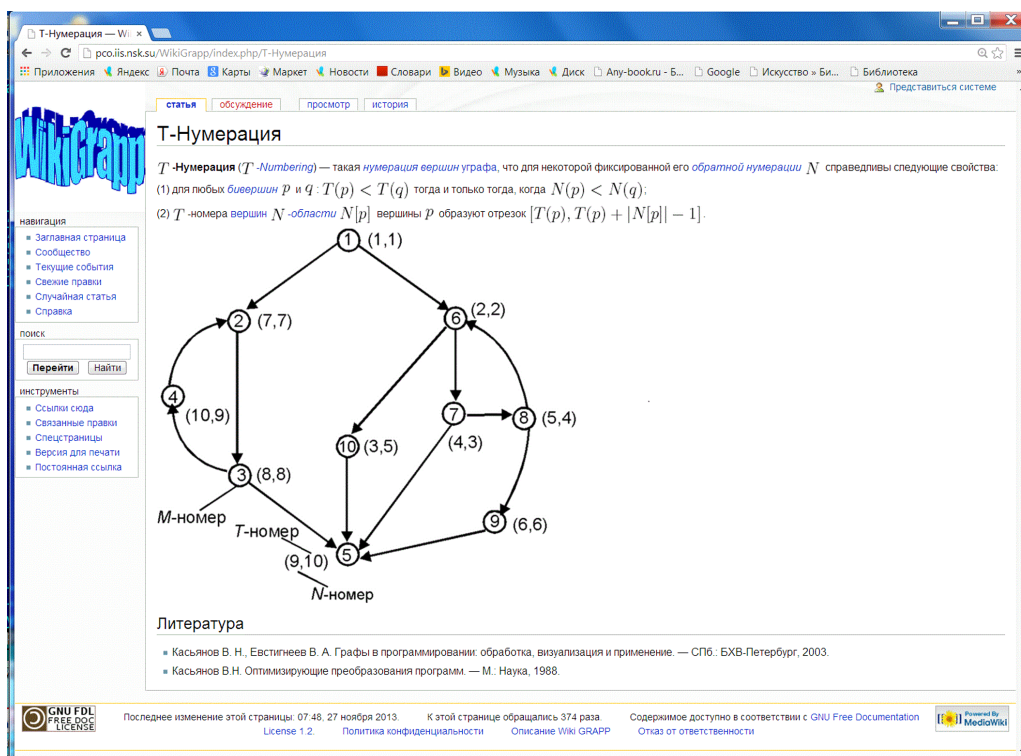 Т-Нумерация — Wi
pco.iis.nsk.su/WikiGrapp/index.php/Т-Нумерация
Приложения Яндекс Почта Карты Маркет Новости Словари Видео Музыка Диск Any-book.ru - Б... Google Искусство » Би... Библиотека »
Представиться системе
статья обсуждение просмотр история
WikiGrapp
Т-Нумерация
T -Нумерация (T -Numbering) — такая нумерация вершин уграфа, что для некоторой фиксированной его обратной нумерации N справедливы следующие свойства:
(1) для любых бивершин p и q : T(p) < T(q) тогда и только тогда, когда N(p) < N(q);
(2) T -номера вершин N -области N[p] вершины p образуют отрезок [T(p), T(p) + |N[p]| − 1].
навигация
Заглавная страница
Сообщество
Текущие события
Свежие правки
Случайная статья
Справка
поиск
Перейти Найти
инструменты
Ссылки сюда
Связанные правки
Спецстраницы
Версия для печати
Постоянная ссылка
1 (1,1)
2 (7,7)
6 (2,2)
4 (10,9)
7 (4,3)
8 (5,4)
10 (3,5)
3 (8,8)
9 (6,6)
M-номер
T-номер
(9,10) 5
N-номер
Литература
Касьянов В. Н., Евстигнеев В. А. Графы в программировании: обработка, визуализация и применение. — СПб.: БХВ-Петербург, 2003.
Касьянов В.Н. Оптимизирующие преобразования программ. — М.: Наука, 1988.
GNU FDL
FREE DOC
LICENSE
Последнее изменение этой страницы: 07:48, 27 ноября 2013. К этой странице обращались 374 раза. Содержимое доступно в соответствии с GNU Free Documentation
License 1.2. Политика конфиденциальности Описание Wiki GRAPP Отказ от ответственности
Powered By
MediaWiki